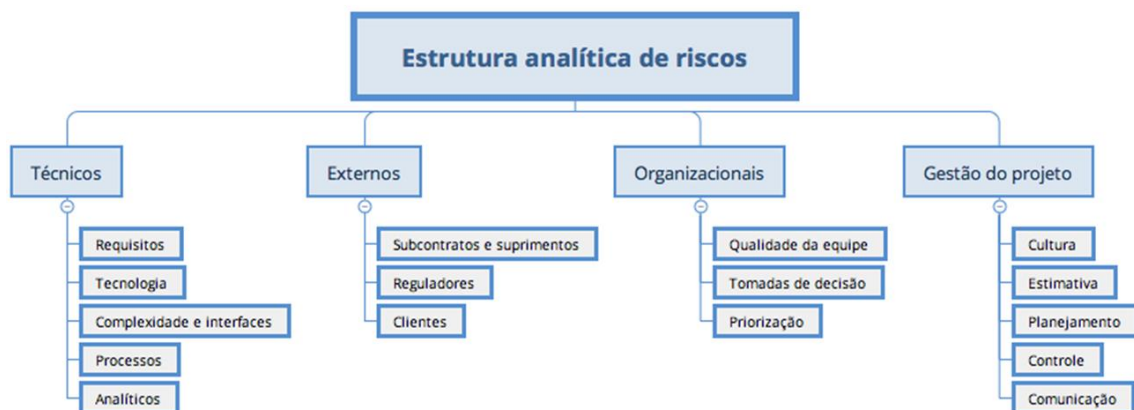 Estrutura analítica de riscos
Técnicos
Requisitos
Tecnologia
Complexidade e interfaces
Processos
Analíticos
Externos
Subcontratos e suprimentos
Reguladores
Clientes
Organizacionais
Qualidade da equipe
Tomadas de decisão
Priorização
Gestão do projeto
Cultura
Estimativa
Planejamento
Controle
Comunicação